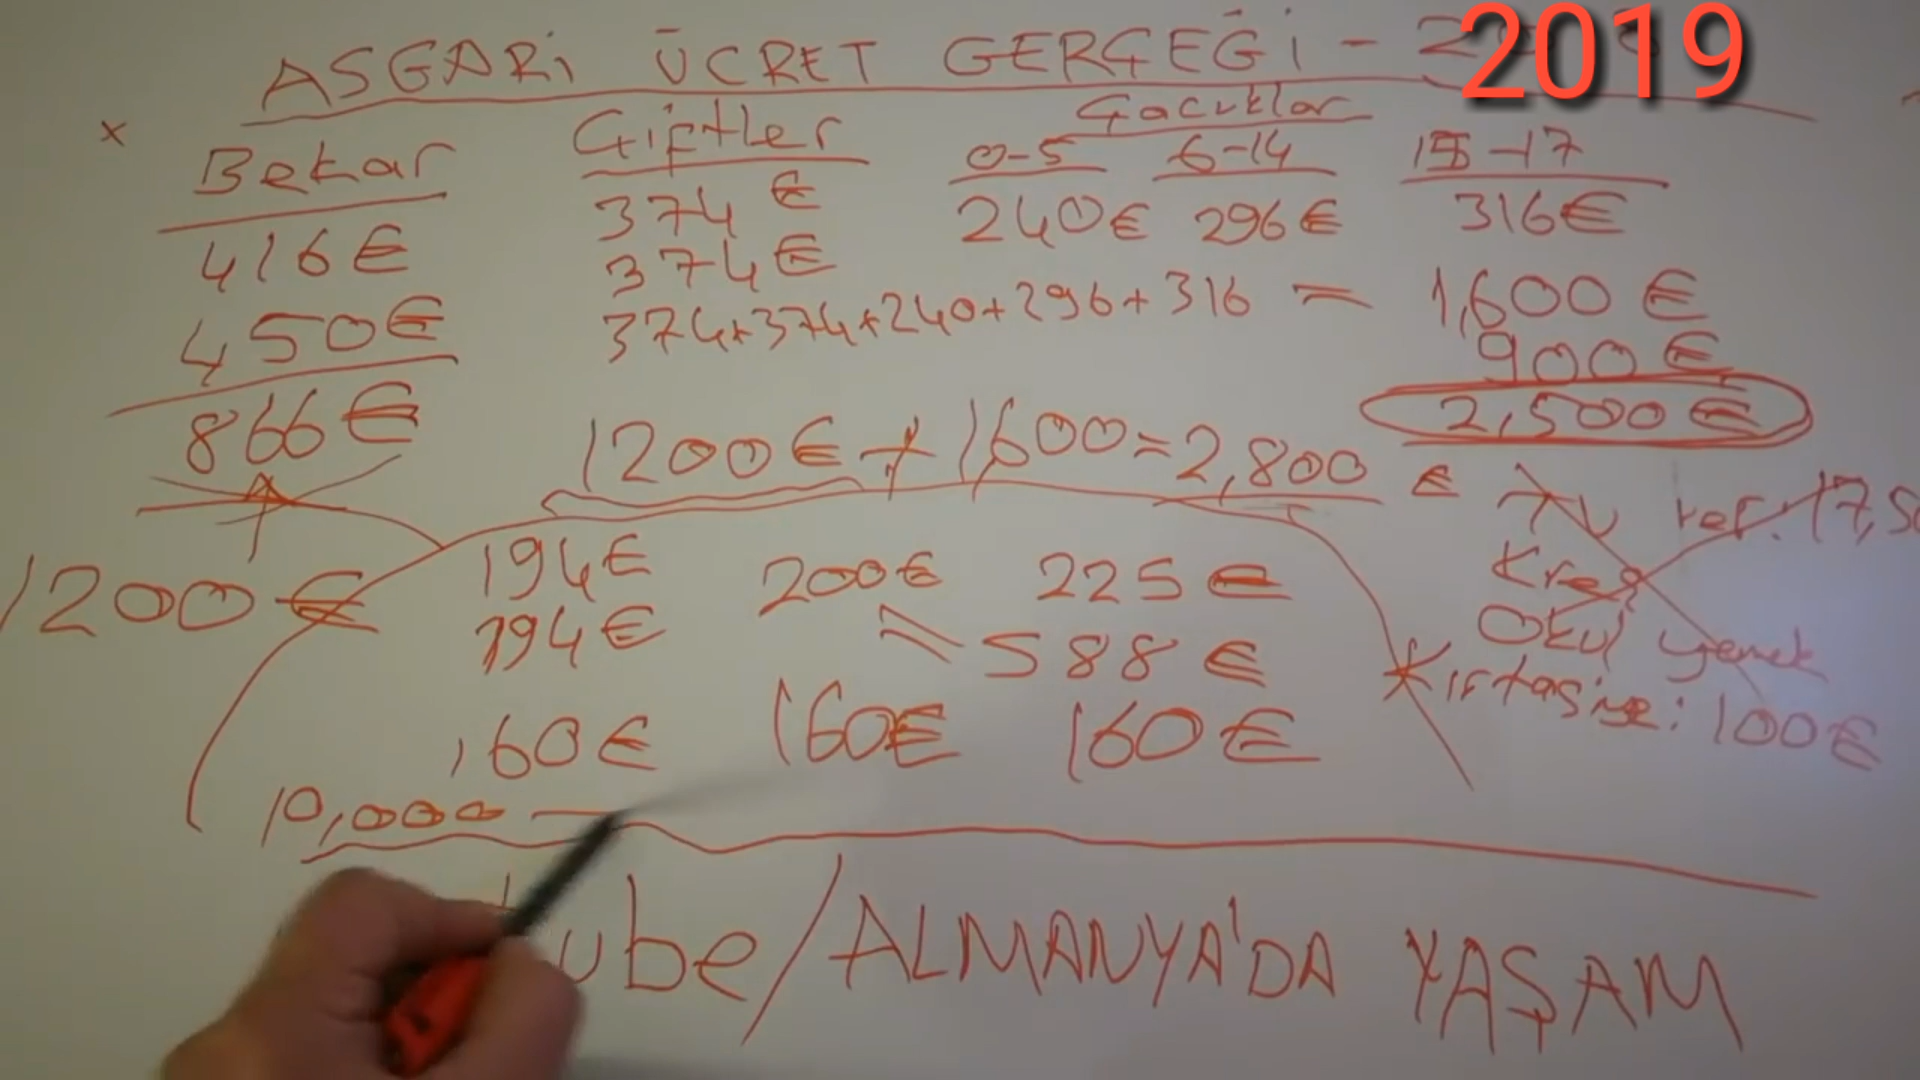 ASGARİ ÜCRET GERÇEĞİ - 2019
x Bekar Çiftler Çocuklar
0-5 6-14 15-17
416€ 374€ 240€ 296€ 316€
450€ 374€
374+374+240+296+316 = 1,600€
900€
866€ 2,500€
1200€ + 1600 = 2,800 €
1200€ 194€ 200€ 225€
194€ = 588€
TV ref: 17,50
Kreş
Okul yemek
Kırtasiye: 100€
160€ 160€ 160€
10,000 —
tube/ALMANYA'DA YAŞAM